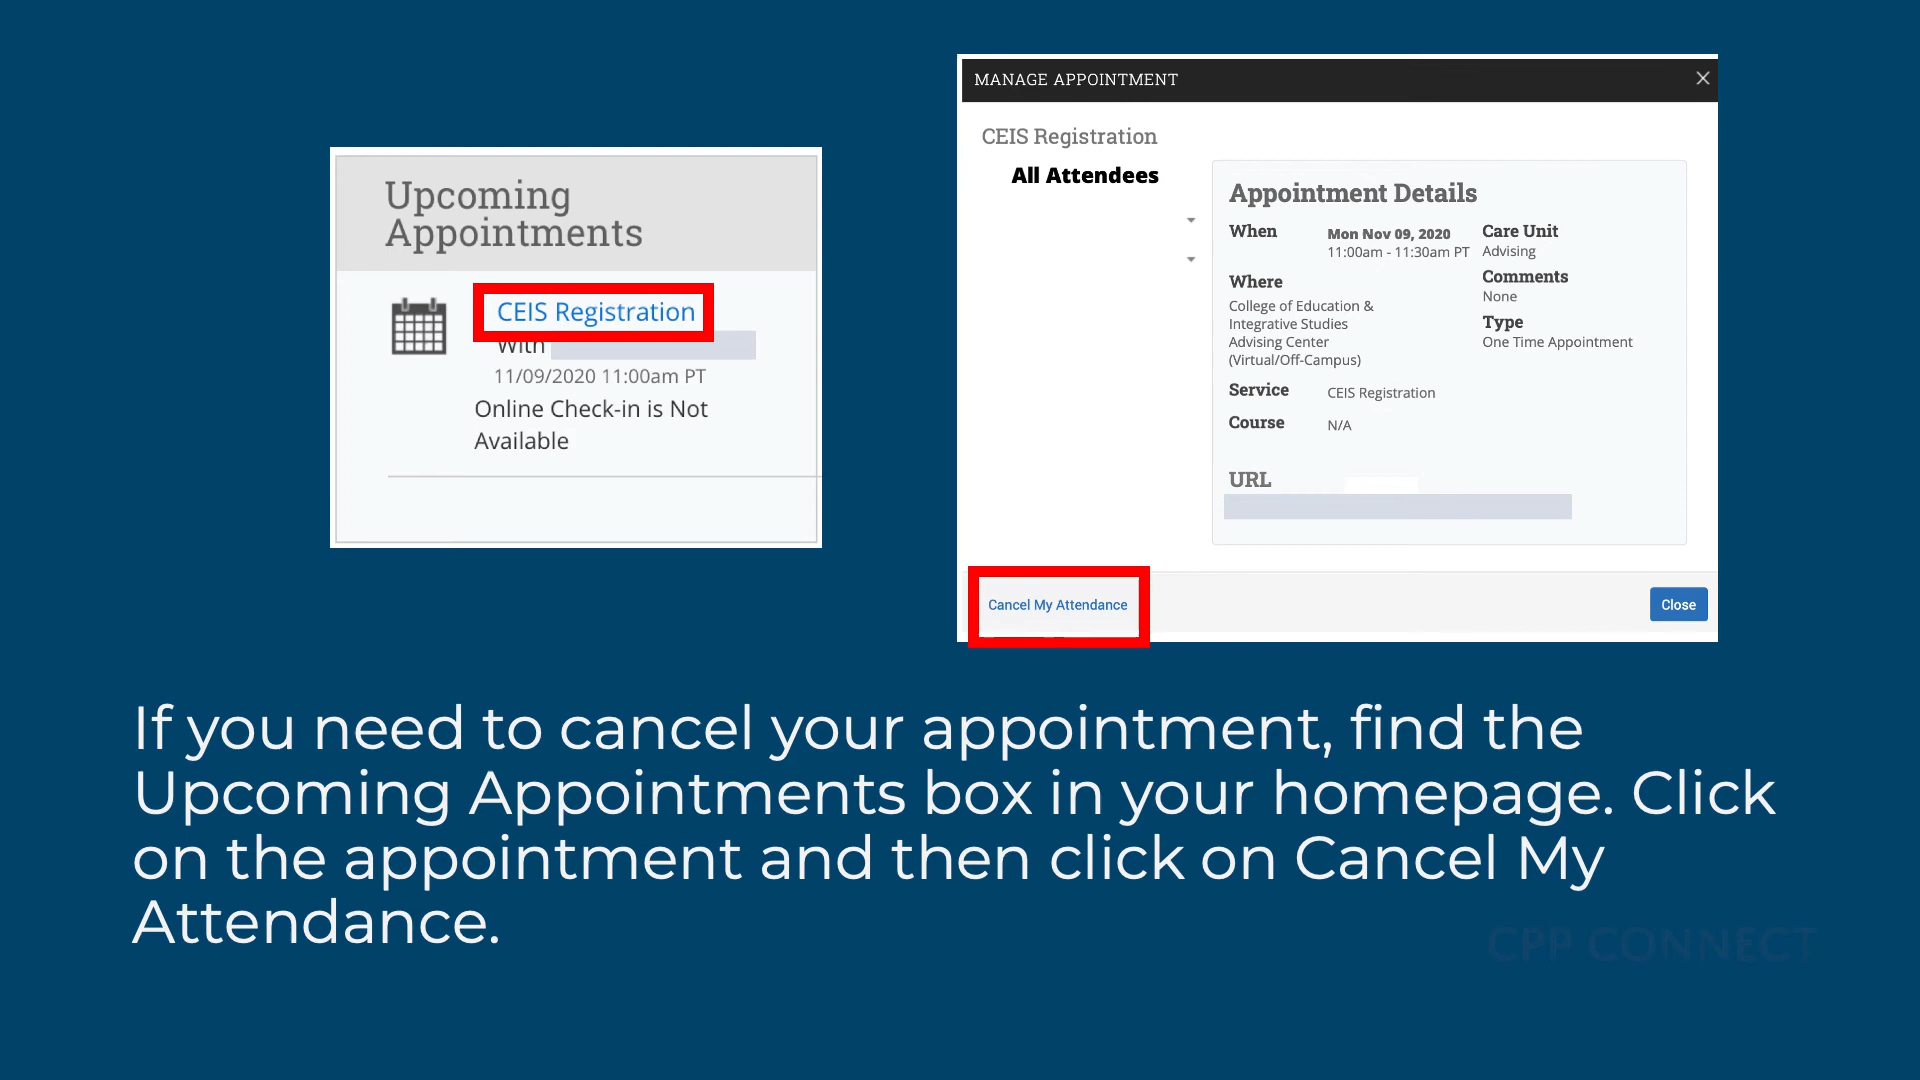 Upcoming
Appointments
CEIS Registration
With
11/09/2020 11:00am PT
Online Check-in is Not
Available
MANAGE APPOINTMENT
CEIS Registration
All Attendees
Appointment Details
When
Mon Nov 09, 2020
11:00am - 11:30am PT
Where
College of Education &
Integrative Studies
Advising Center
(Virtual/Off-Campus)
Service
CEIS Registration
Course
N/A
URL
Care Unit
Advising
Comments
None
Type
One Time Appointment
Cancel My Attendance
Close
If you need to cancel your appointment, find the
Upcoming Appointments box in your homepage. Click
on the appointment and then click on Cancel My
Attendance.
CPP CONNECT